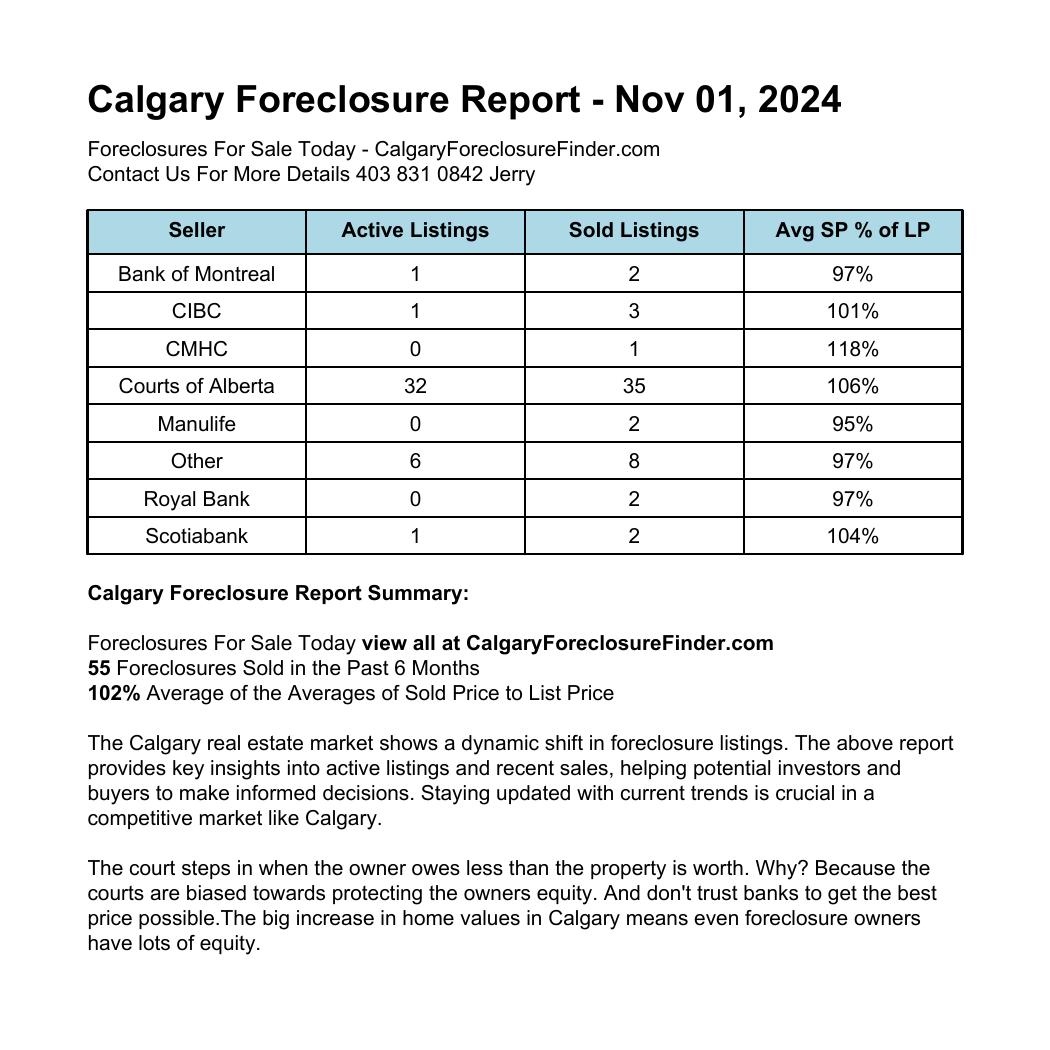 Calgary Foreclosure Report - Nov 01, 2024
Foreclosures For Sale Today - CalgaryForeclosureFinder.com
Contact Us For More Details 403 831 0842 Jerry
Seller Active Listings Sold Listings Avg SP % of LP
Bank of Montreal 1 2 97%
CIBC 1 3 101%
CMHC 0 1 118%
Courts of Alberta 32 35 106%
Manulife 0 2 95%
Other 6 8 97%
Royal Bank 0 2 97%
Scotiabank 1 2 104%
Calgary Foreclosure Report Summary:
Foreclosures For Sale Today view all at CalgaryForeclosureFinder.com
55 Foreclosures Sold in the Past 6 Months
102% Average of the Averages of Sold Price to List Price
The Calgary real estate market shows a dynamic shift in foreclosure listings. The above report
provides key insights into active listings and recent sales, helping potential investors and
buyers to make informed decisions. Staying updated with current trends is crucial in a
competitive market like Calgary.
The court steps in when the owner owes less than the property is worth. Why? Because the
courts are biased towards protecting the owners equity. And don't trust banks to get the best
price possible.The big increase in home values in Calgary means even foreclosure owners
have lots of equity.